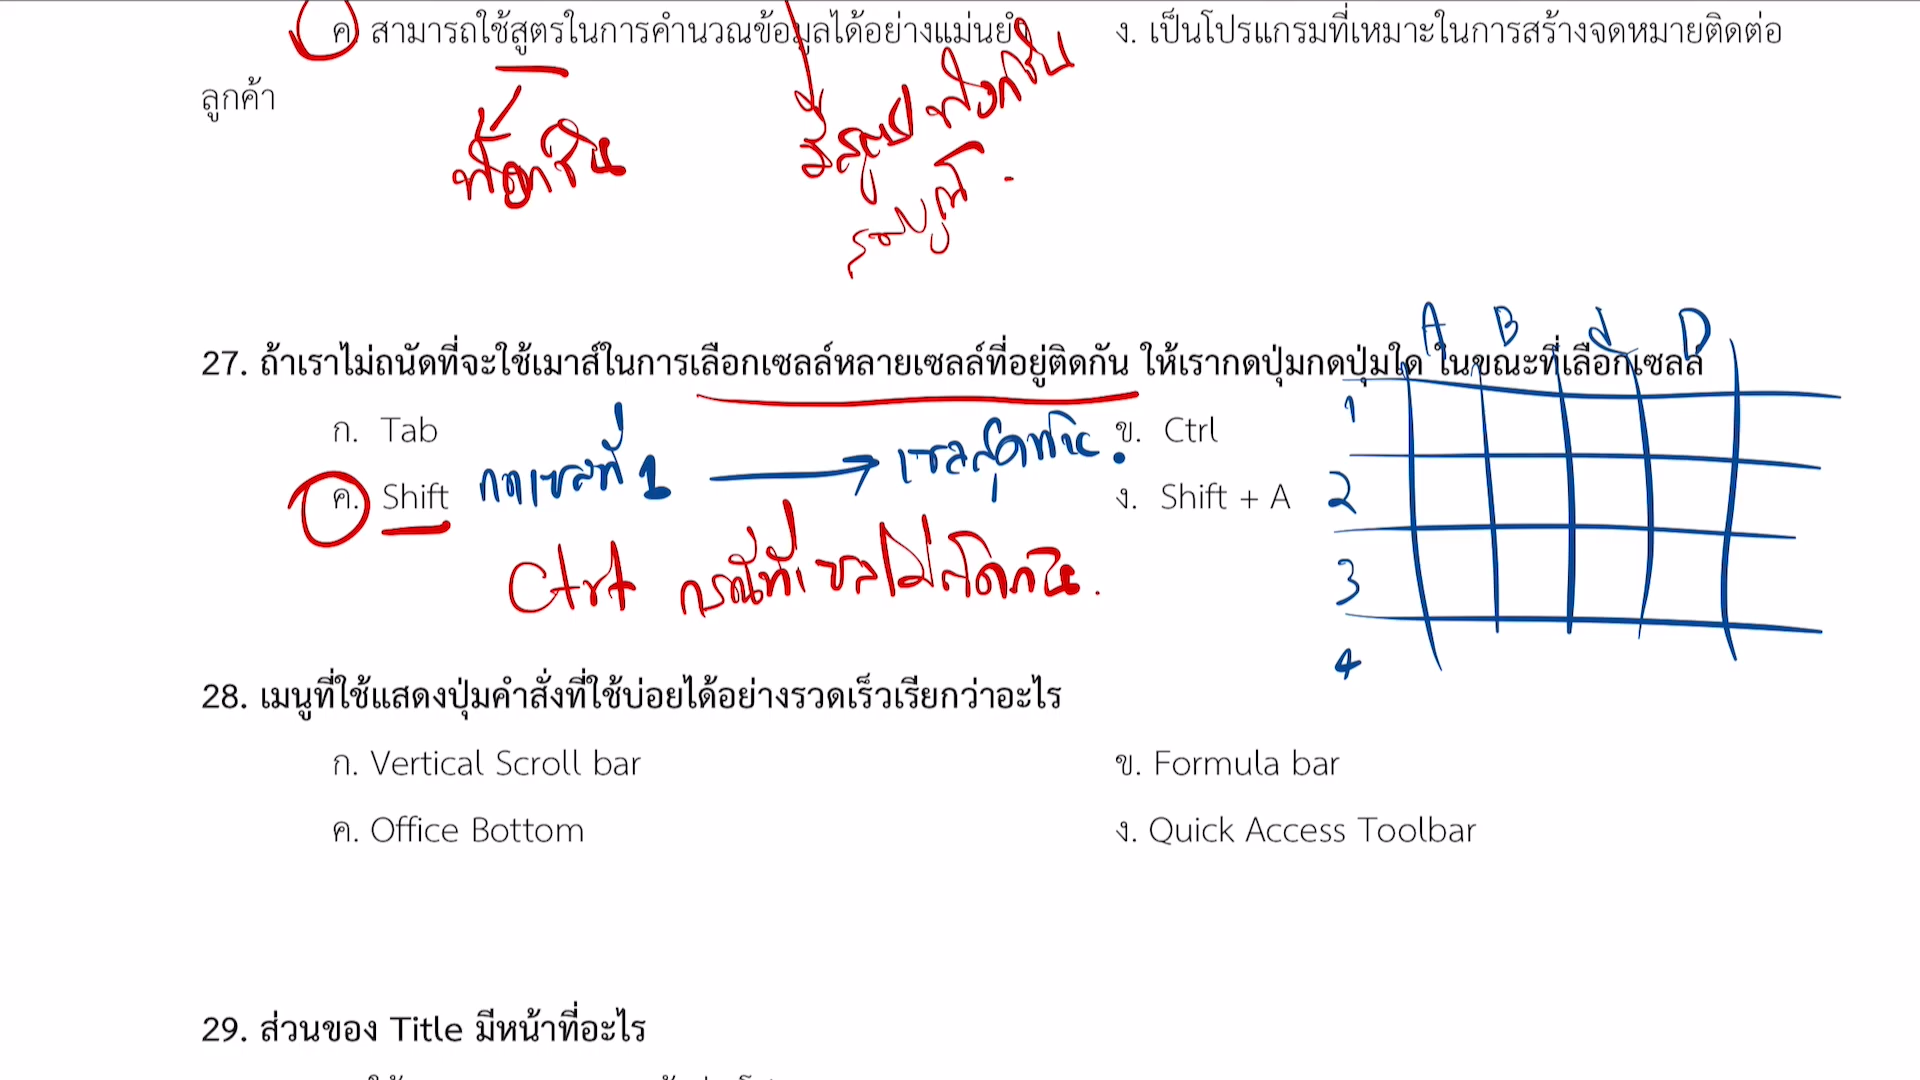 ค. สามารถใช้สูตรในการคำนวณข้อมูลได้อย่างแม่นยำ ง. เป็นโปรแกรมที่เหมาะในการสร้างจดหมายติดต่อ
ลูกค้า
ฟังก์ชัน
27. ถ้าเราไม่ถนัดที่จะใช้เมาส์ในการเลือกเซลล์หลายเซลล์ที่อยู่ติดกัน ให้เรากดปุ่มกดปุ่มใด ในขณะที่เลือกเซลล์
A B D
ก. Tab ข. Ctrl
ค. Shift ง. Shift + A
1
2
3
4
28. เมนูที่ใช้แสดงปุ่มคำสั่งที่ใช้บ่อยได้อย่างรวดเร็วเรียกว่าอะไร
ก. Vertical Scroll bar ข. Formula bar
ค. Office Bottom ง. Quick Access Toolbar
29. ส่วนของ Title มีหน้าที่อะไร